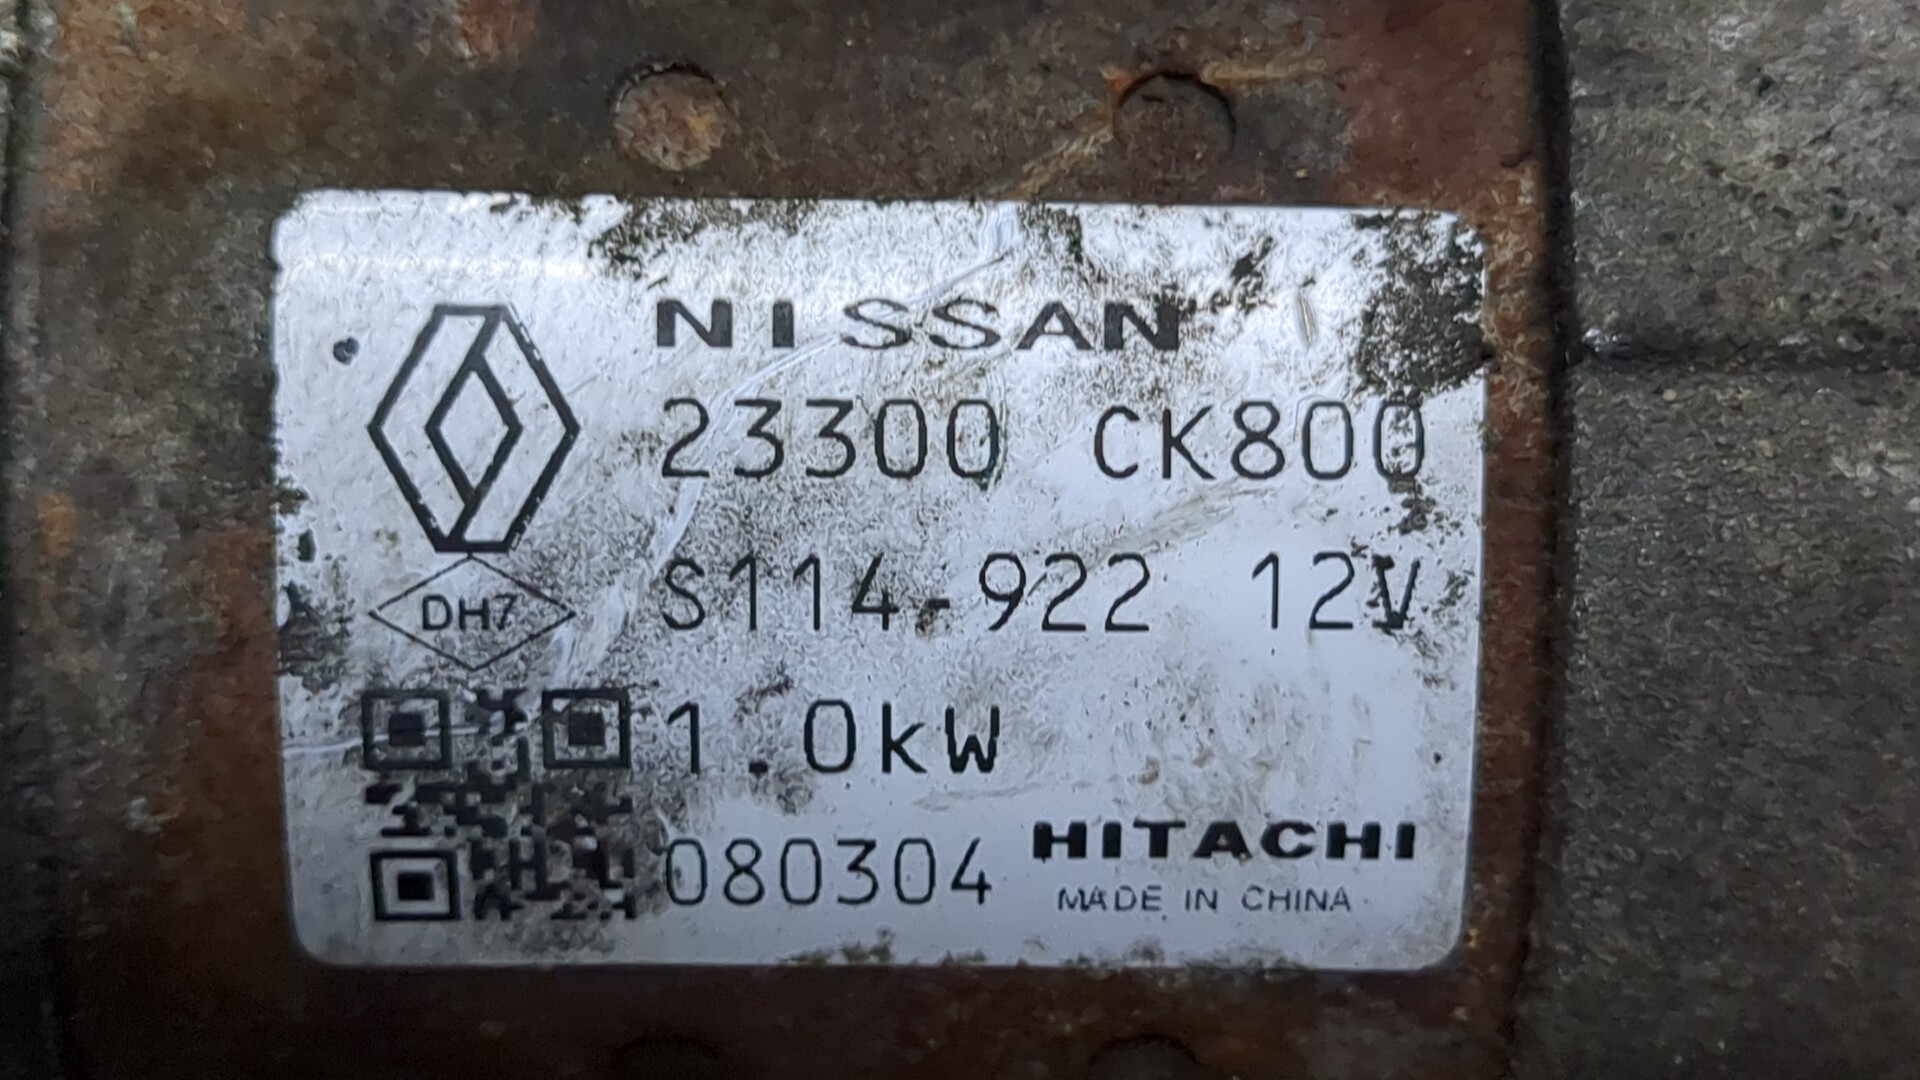 NISSAN
23300 CK800
DH7
S114-922 12V
1.0kW
080304 HITACHI
MADE IN CHINA